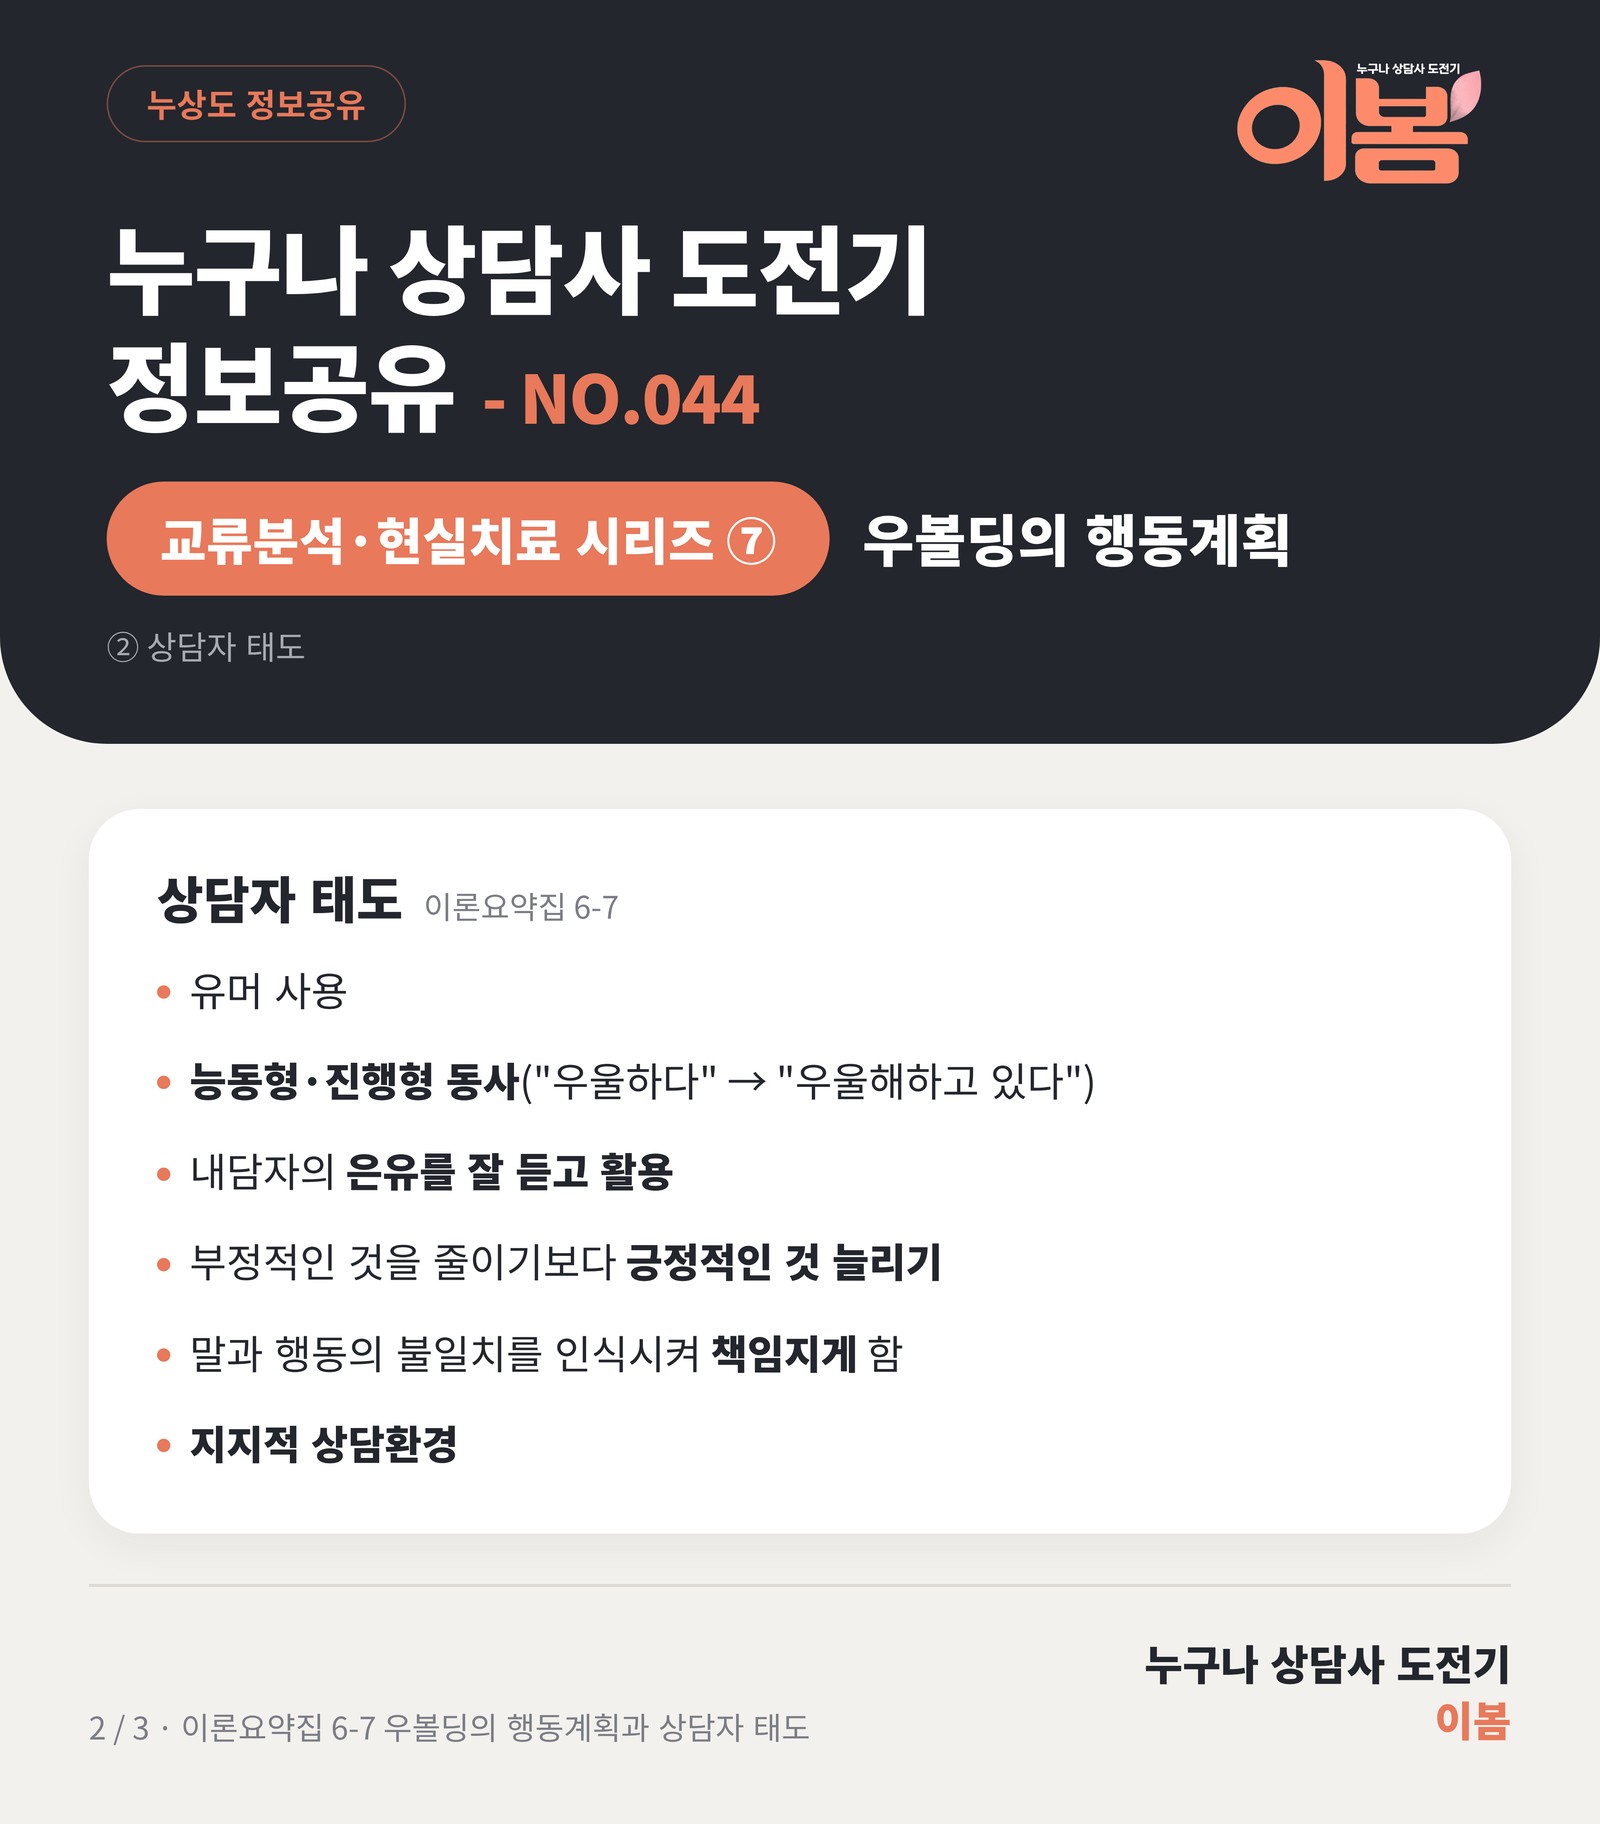 누상도 정보공유
누구나 상담사 도전기
이봄
누구나 상담사 도전기
정보공유 - NO.044
교류분석·현실치료 시리즈 ⑦ 우볼딩의 행동계획
② 상담자 태도
상담자 태도 이론요약집 6-7
• 유머 사용
• 능동형·진행형 동사("우울하다" → "우울해하고 있다")
• 내담자의 은유를 잘 듣고 활용
• 부정적인 것을 줄이기보다 긍정적인 것 늘리기
• 말과 행동의 불일치를 인식시켜 책임지게 함
• 지지적 상담환경
누구나 상담사 도전기
2 / 3 · 이론요약집 6-7 우볼딩의 행동계획과 상담자 태도
이봄